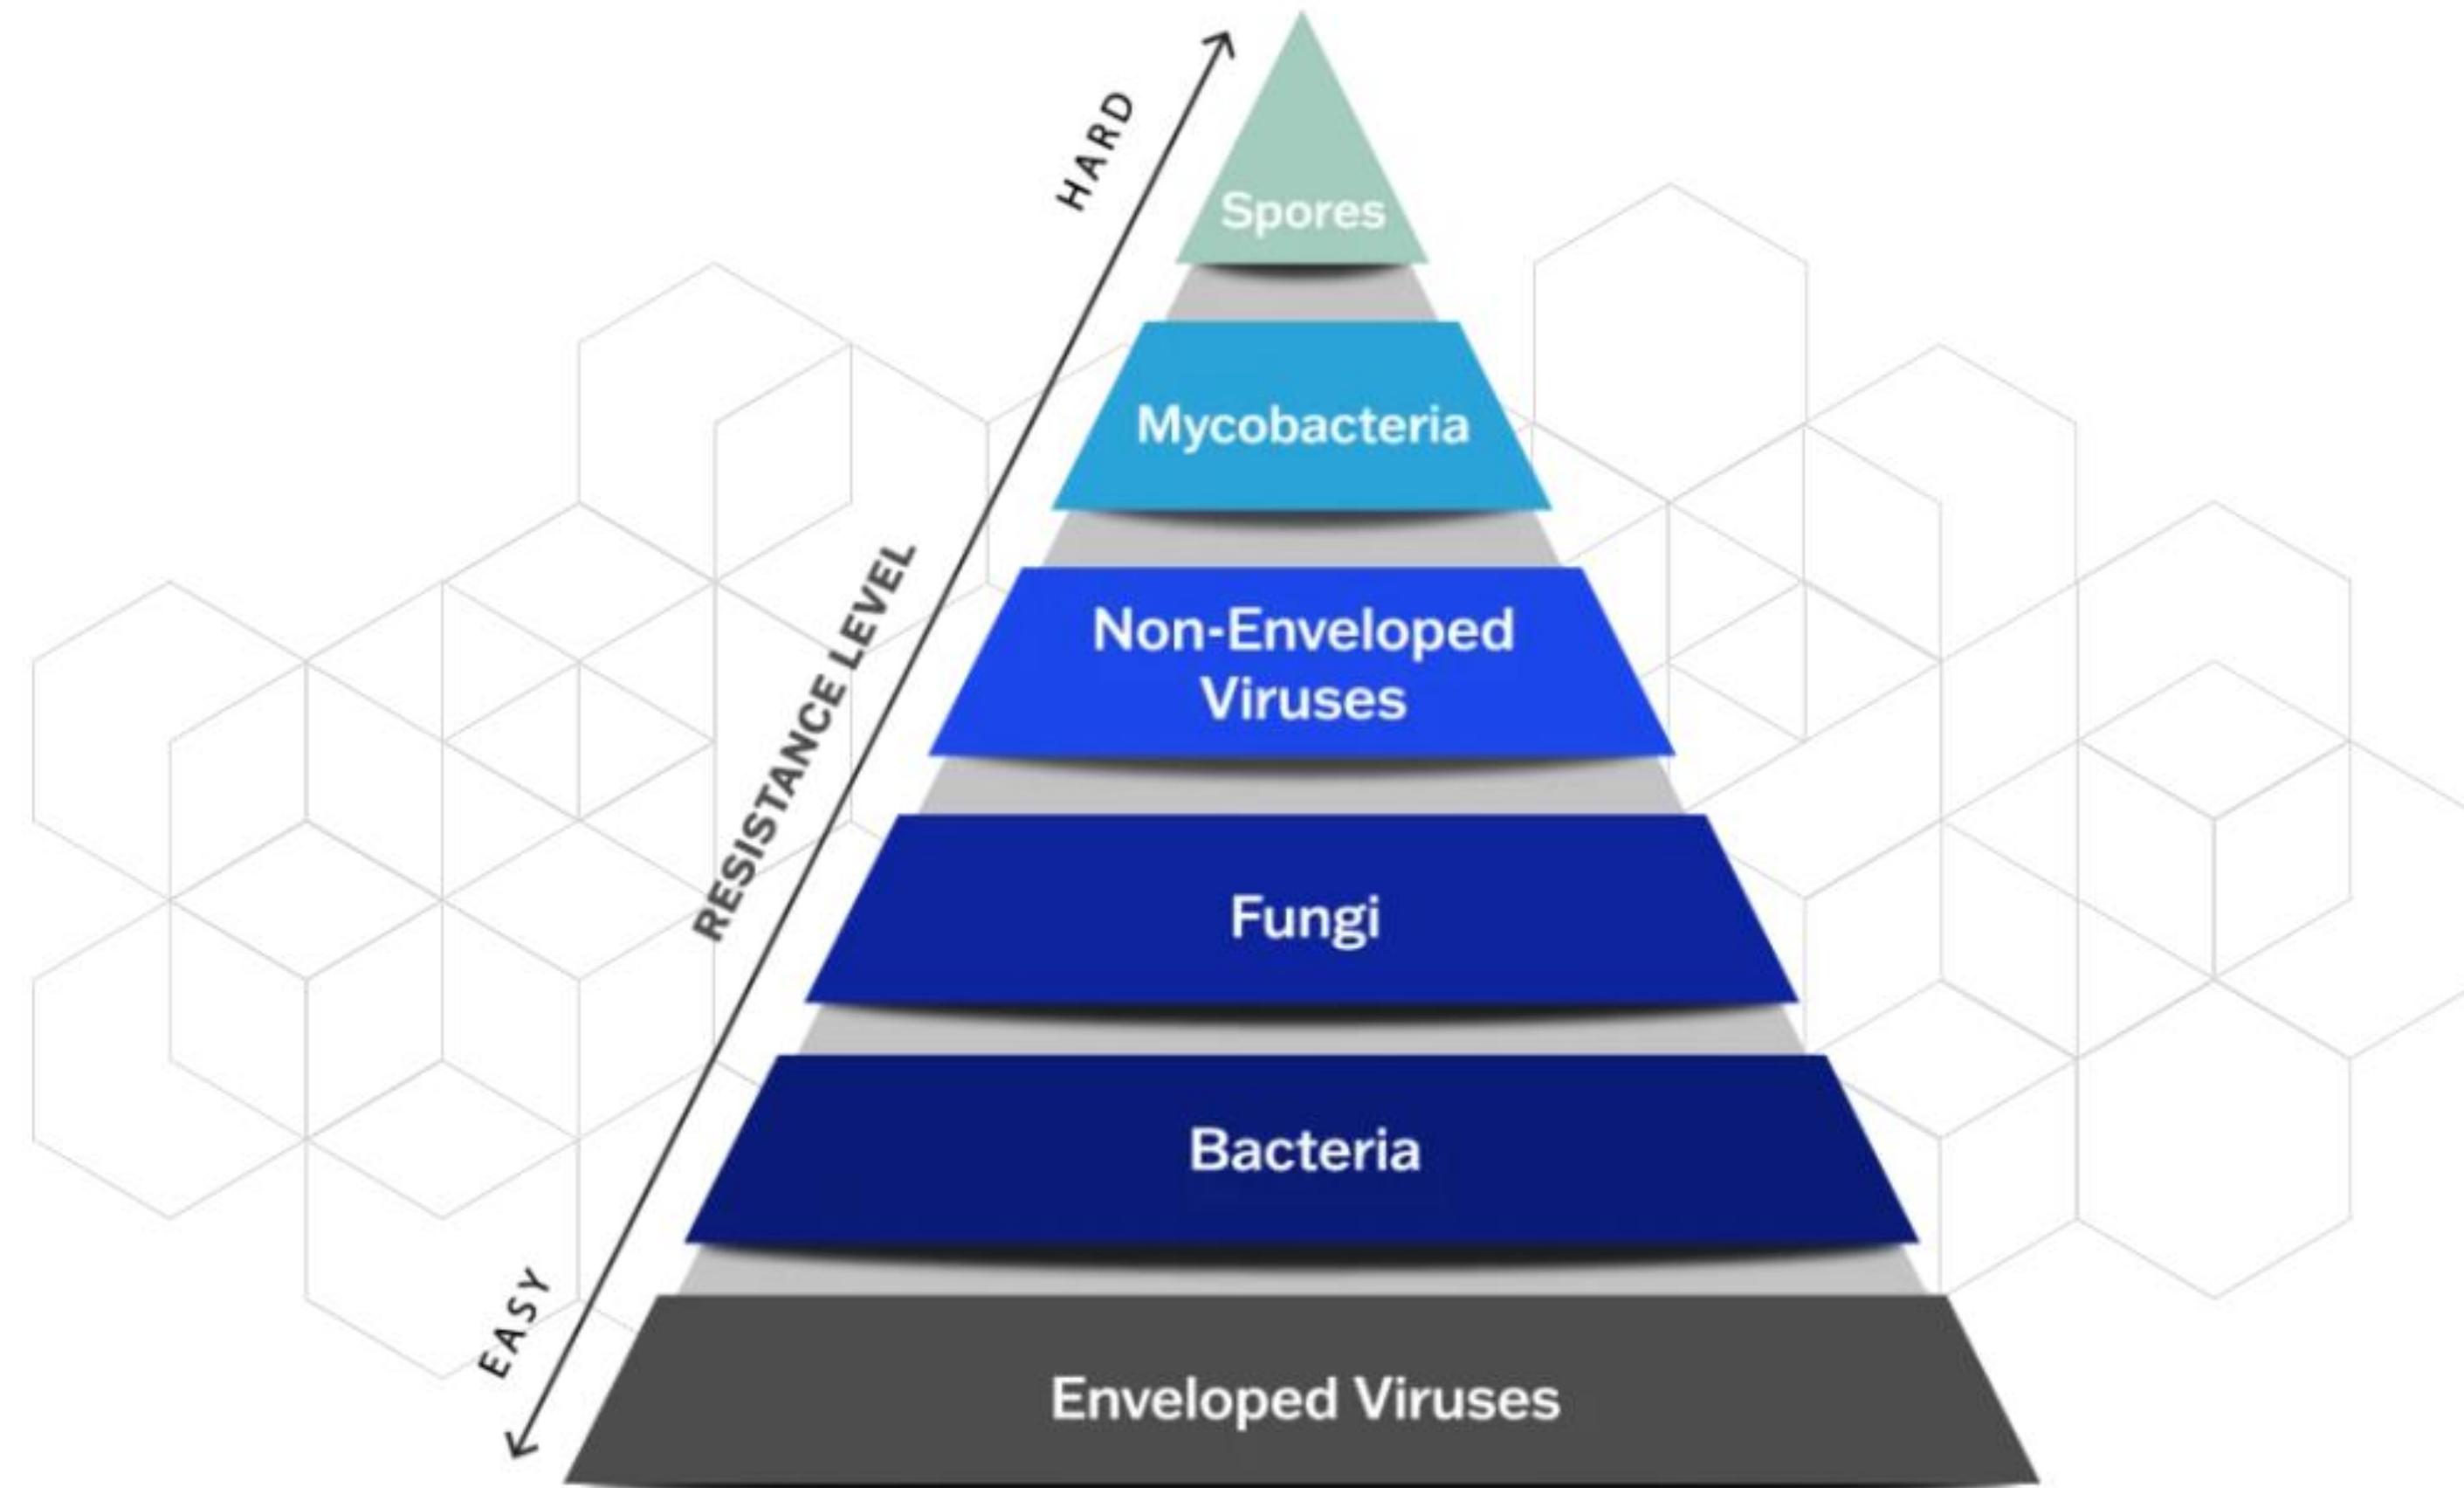 HARD
Spores
Mycobacteria
RESISTANCE LEVEL
Non-Enveloped
Viruses
Fungi
Bacteria
EASY
Enveloped Viruses